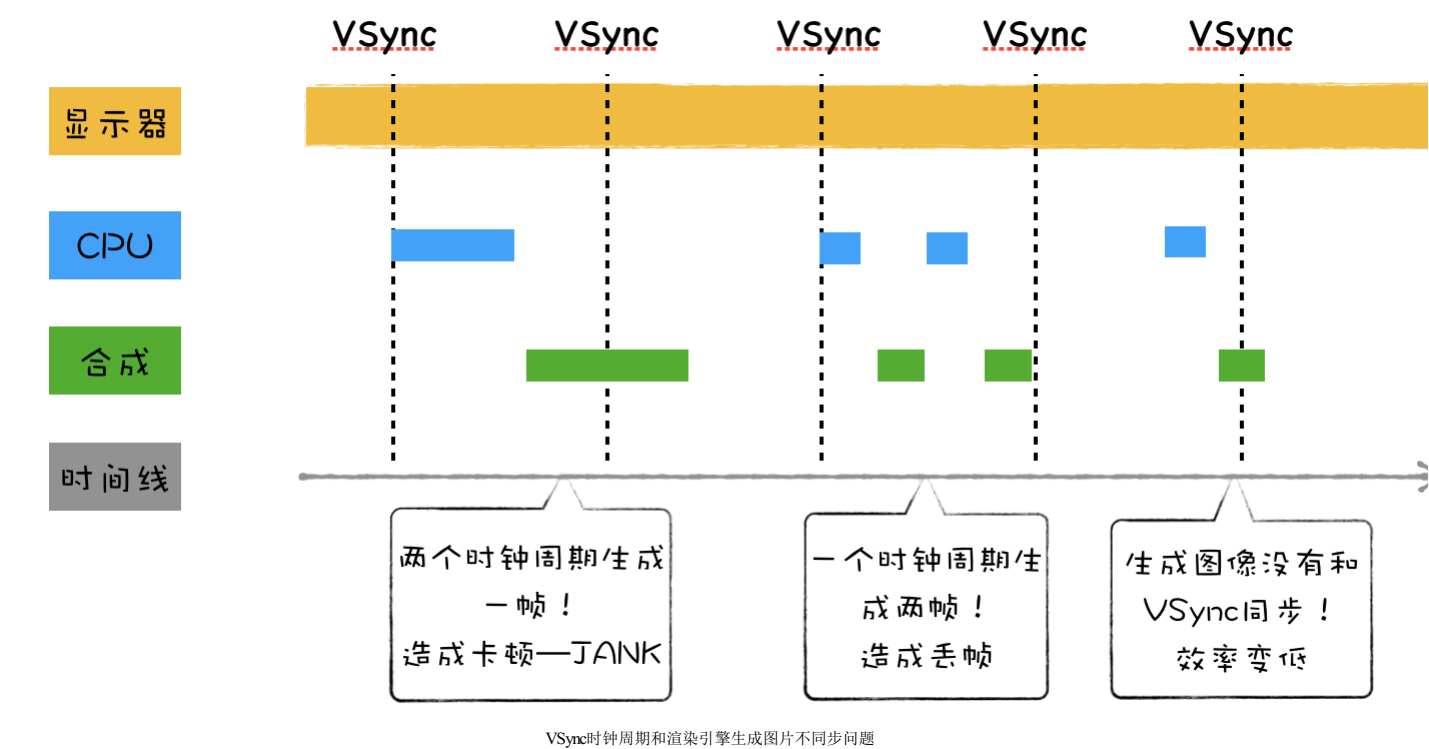 VSync VSync VSync VSync VSync
显示器
CPU
合成
时间线
两个时钟周期生成
一帧！
造成卡顿—JANK
一个时钟周期生
成两帧！
造成丢帧
生成图像没有和
VSync同步！
效率变低
VSync时钟周期和渲染引擎生成图片不同步问题